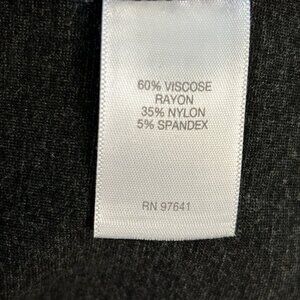 60% VISCOSE
RAYON
35% NYLON
5% SPANDEX
RN 97641